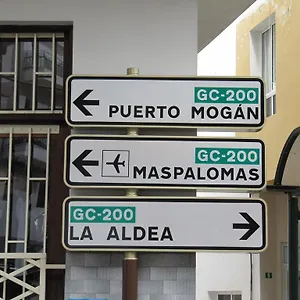 GC-200
PUERTO MOGÁN
GC-200
MASPALOMAS
GC-200
LA ALDEA